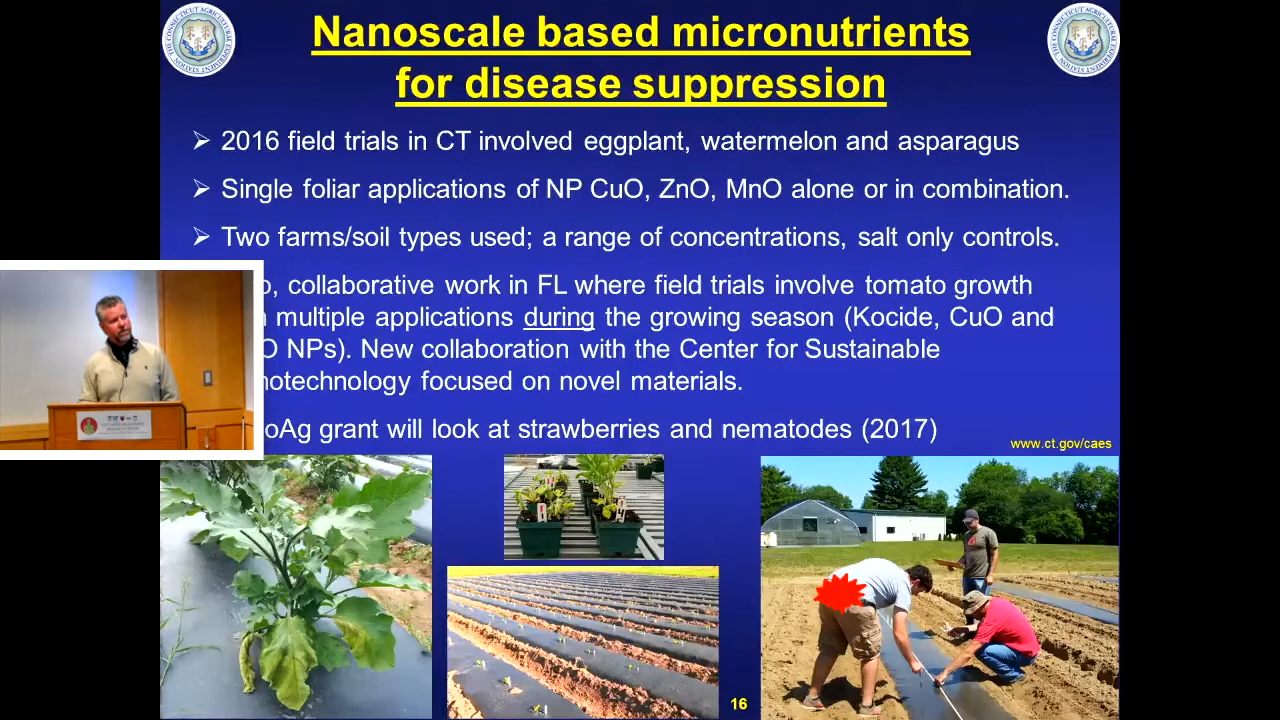 Nanoscale based micronutrients
for disease suppression
2016 field trials in CT involved eggplant, watermelon and asparagus
Single foliar applications of NP CuO, ZnO, MnO alone or in combination.
Two farms/soil types used; a range of concentrations, salt only controls.
, collaborative work in FL where field trials involve tomato growth
multiple applications during the growing season (Kocide, CuO and
O NPs). New collaboration with the Center for Sustainable
notechnology focused on novel materials.
oAg grant will look at strawberries and nematodes (2017)
www.ct.gov/caes
16